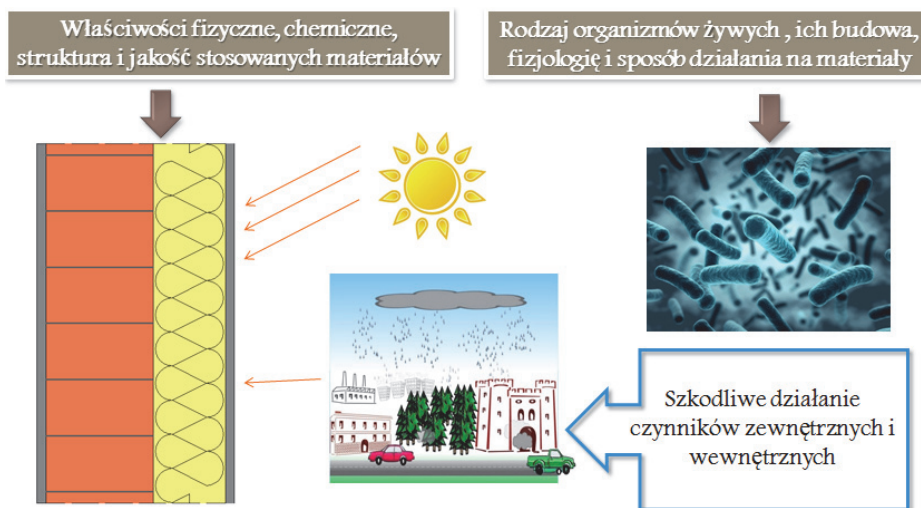 Właściwości fizyczne, chemiczne,
struktura i jakość stosowanych materiałów
Rodzaj organizmów żywych , ich budowa,
fizjologię i sposób działania na materiały
Szkodliwe działanie
czynników zewnętrznych i
wewnętrznych